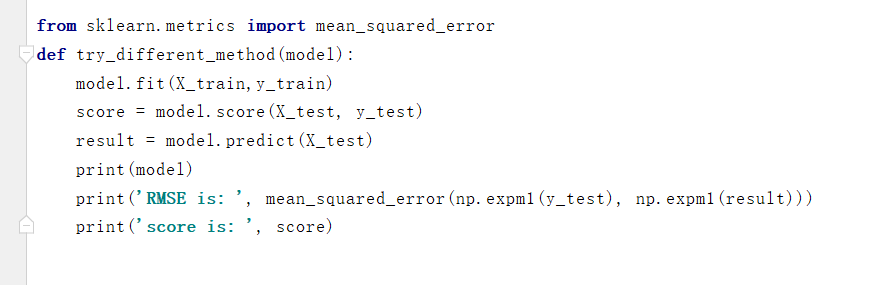 from sklearn.metrics import mean_squared_error
def try_different_method(model):
    model.fit(X_train,y_train)
    score = model.score(X_test, y_test)
    result = model.predict(X_test)
    print(model)
    print('RMSE is: ', mean_squared_error(np.expm1(y_test), np.expm1(result)))
    print('score is: ', score)